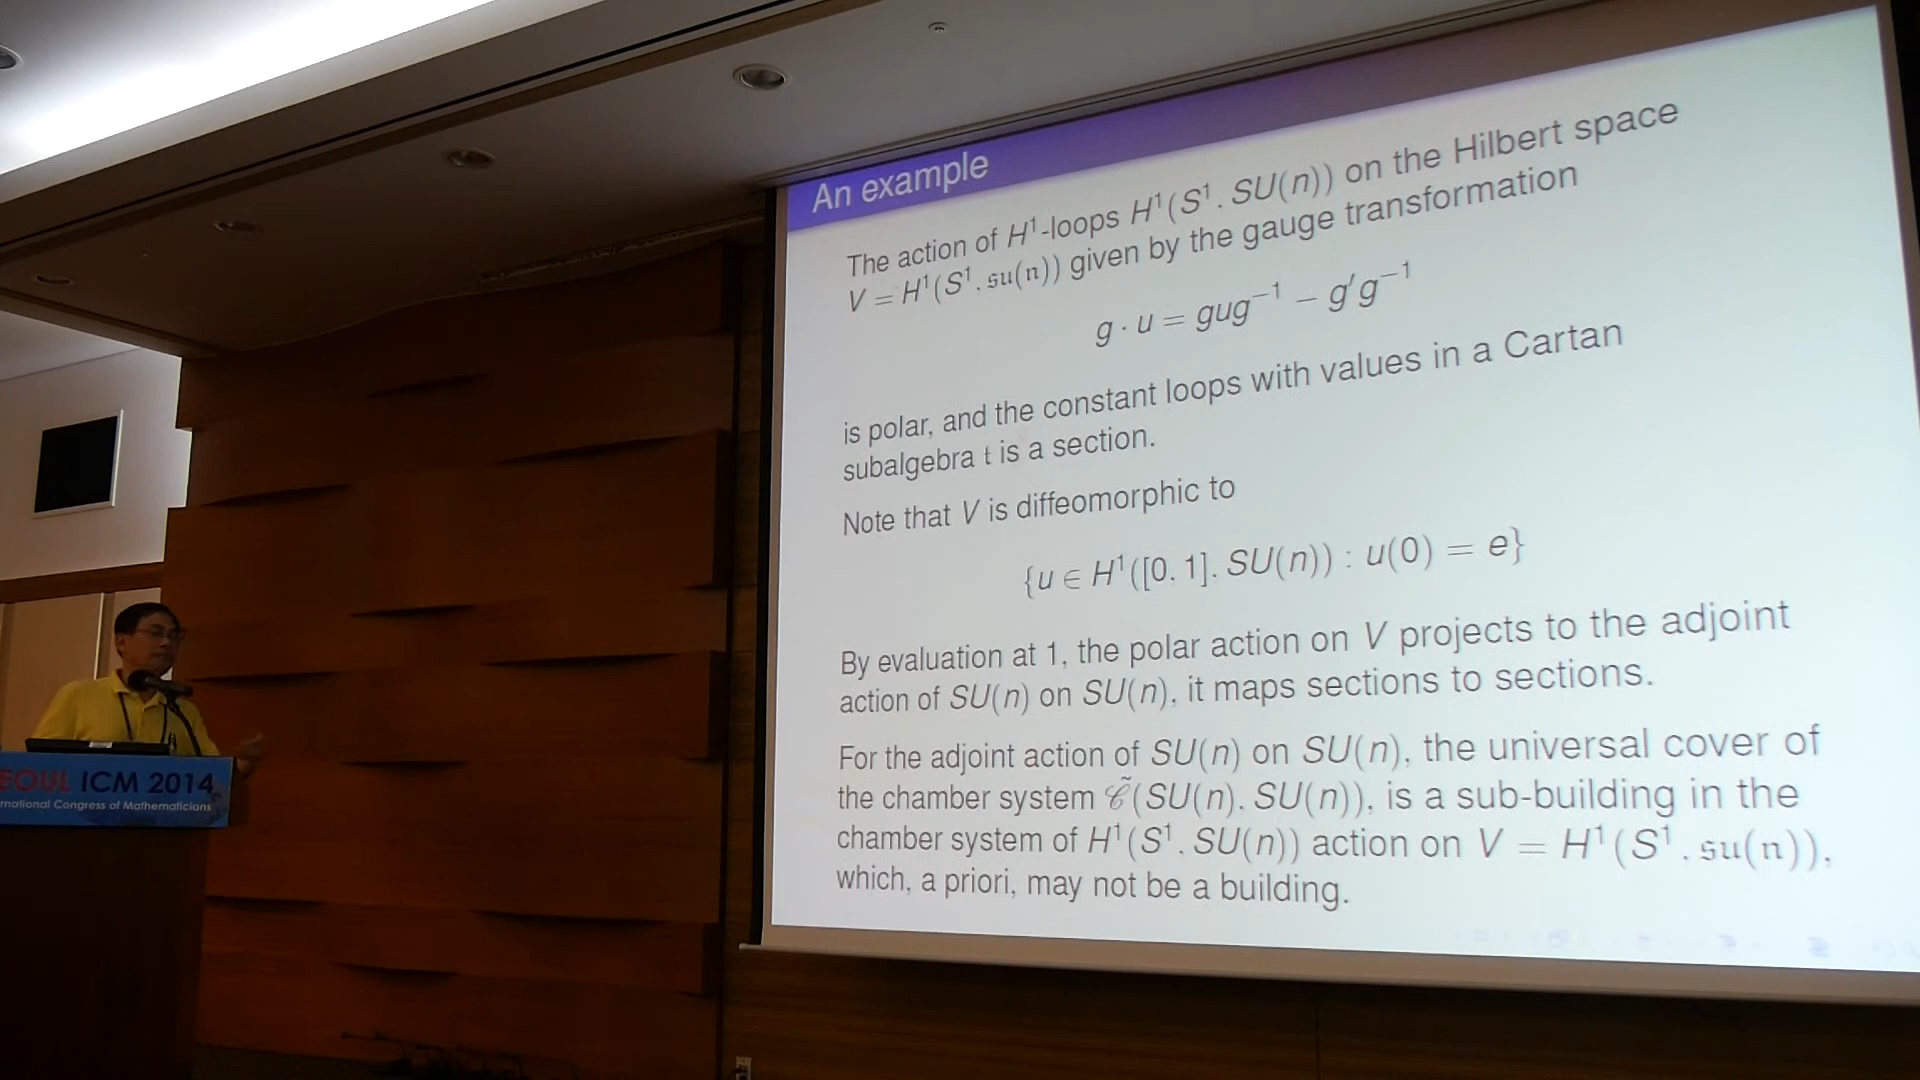 An example
The action of H¹-loops H¹(S¹. SU(n)) on the Hilbert space
V = H¹(S¹. 𝔰𝔲(𝔫)) given by the gauge transformation
g · u = gug⁻¹ − g′g⁻¹
is polar, and the constant loops with values in a Cartan
subalgebra 𝔱 is a section.
Note that V is diffeomorphic to
{u ∈ H¹([0. 1]. SU(n)) : u(0) = e}
By evaluation at 1, the polar action on V projects to the adjoint
action of SU(n) on SU(n), it maps sections to sections.
For the adjoint action of SU(n) on SU(n), the universal cover of
the chamber system 𝒞̃(SU(n). SU(n)), is a sub-building in the
chamber system of H¹(S¹. SU(n)) action on V = H¹(S¹. 𝔰𝔲(𝔫)),
which, a priori, may not be a building.
EOUL ICM 2014
rnational Congress of Mathematicians